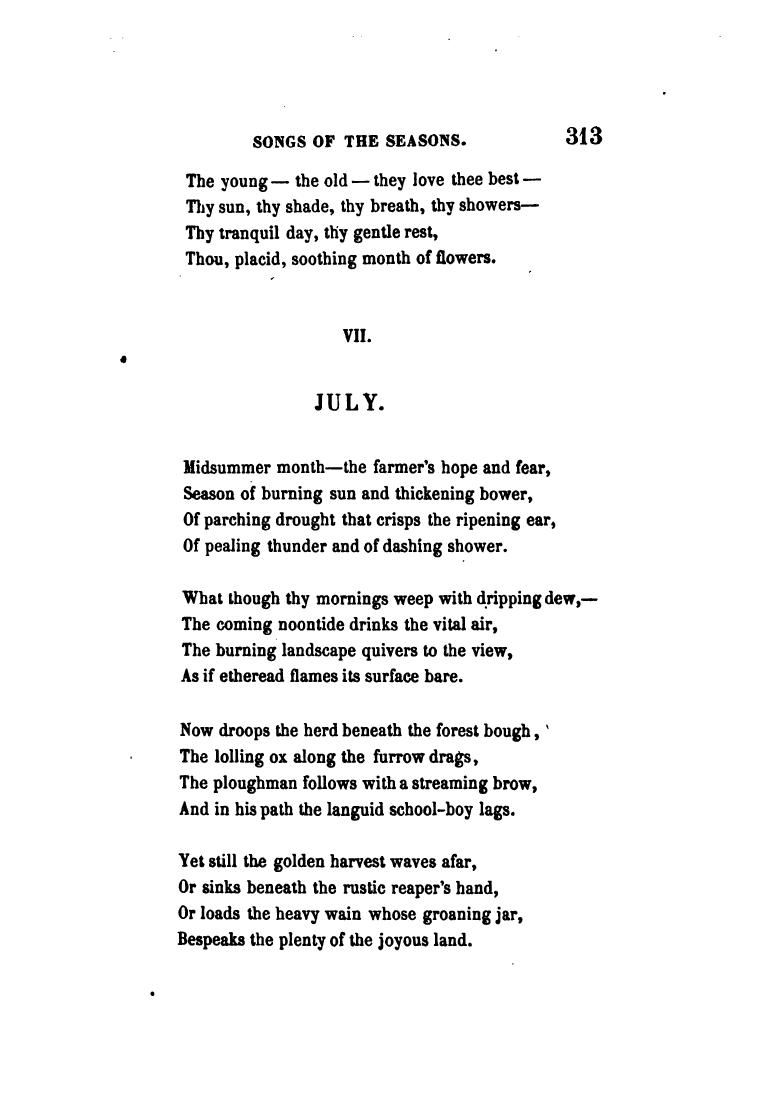 SONGS OF THE SEASONS. 313
The young — the old — they love thee best —
Thy sun, thy shade, thy breath, thy showers—
Thy tranquil day, thy gentle rest,
Thou, placid, soothing month of flowers.
VII.
JULY.
Midsummer month—the farmer's hope and fear,
Season of burning sun and thickening bower,
Of parching drought that crisps the ripening ear,
Of pealing thunder and of dashing shower.
What though thy mornings weep with dripping dew,—
The coming noontide drinks the vital air,
The burning landscape quivers to the view,
As if etheread flames its surface bare.
Now droops the herd beneath the forest bough,
The lolling ox along the furrow drags,
The ploughman follows with a streaming brow,
And in his path the languid school-boy lags.
Yet still the golden harvest waves afar,
Or sinks beneath the rustic reaper's hand,
Or loads the heavy wain whose groaning jar,
Bespeaks the plenty of the joyous land.